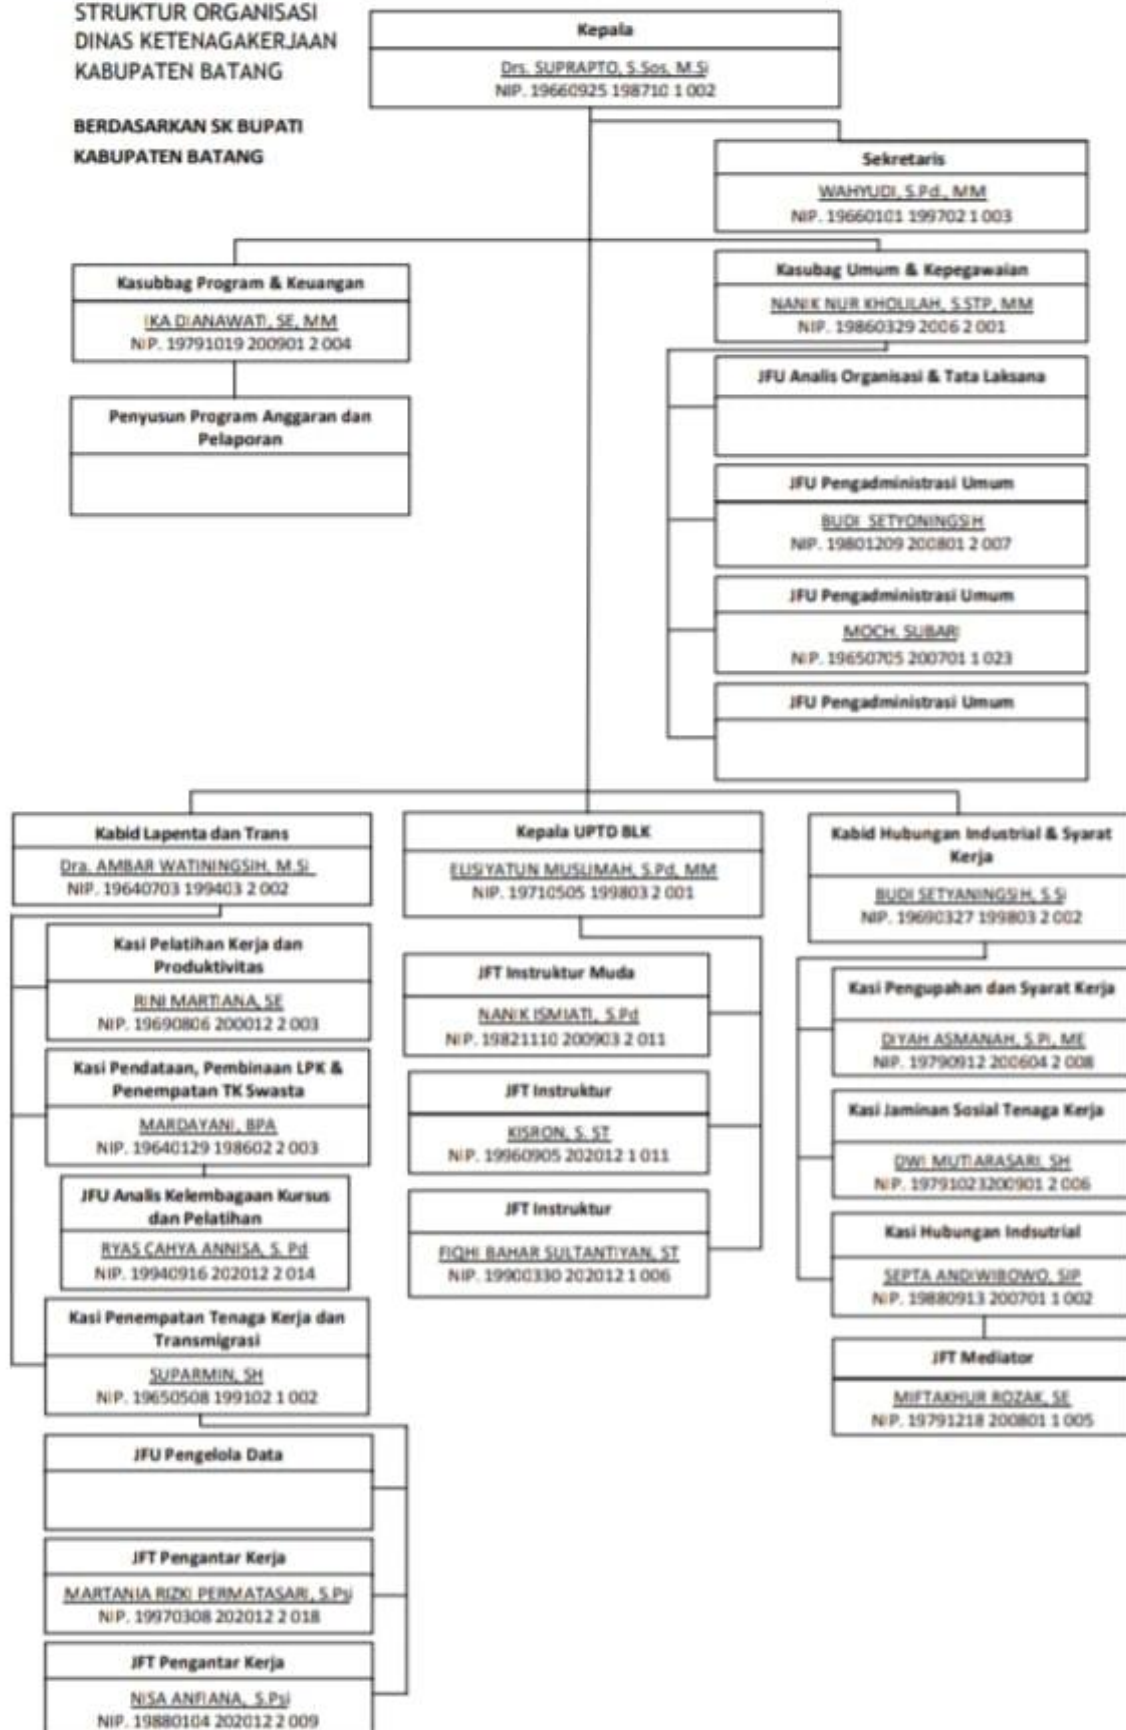 STRUKTUR ORGANISASI
DINAS KETENAGAKERJAAN
KABUPATEN BATANG
BERDASARKAN SK BUPATI
KABUPATEN BATANG
Kepala
Drs. SUPRAPTO, S.Sos, M.Si
NIP. 19660925 198710 1 002
Sekretaris
WAHYUDI, S.Pd., MM
NIP. 19660101 199702 1 003
Kasubbag Program & Keuangan
IKA DIANAWATI, SE, MM
NIP. 19791019 200901 2 004
Penyusun Program Anggaran dan
Pelaporan
Kasubag Umum & Kepegawaian
NANIK NUR KHOLILAH, S.STP, MM
NIP. 19860329 2006 2 001
JFU Analis Organisasi & Tata Laksana
JFU Pengadministrasi Umum
BUDI SETYONINGSIH
NIP. 19801209 200801 2 007
JFU Pengadministrasi Umum
MOCH. SUBARI
NIP. 19650705 200701 1 023
JFU Pengadministrasi Umum
Kabid Lapenta dan Trans
Dra. AMBAR WATININGSIH, M.Si
NIP. 19640703 199403 2 002
Kasi Pelatihan Kerja dan
Produktivitas
RINI MARTIANA, SE
NIP. 19690806 200012 2 003
Kasi Pendataan, Pembinaan LPK &
Penempatan TK Swasta
MARDAYANI, BPA
NIP. 19640129 198602 2 003
JFU Analis Kelembagaan Kursus
dan Pelatihan
RYAS CAHYA ANNISA, S. Pd
NIP. 19940916 202012 2 014
Kasi Penempatan Tenaga Kerja dan
Transmigrasi
SUPARMIN, SH
NIP. 19650508 199102 1 002
JFU Pengelola Data
JFT Pengantar Kerja
MARTANIA RIZKI PERMATASARI, S.Psi
NIP. 19970308 202012 2 018
JFT Pengantar Kerja
NISA ANFIANA, S.Psi
NIP. 19880104 202012 2 009
Kepala UPTD BLK
ELISIYATUN MUSLIMAH, S.Pd, MM
NIP. 19710505 199803 2 001
JFT Instruktur Muda
NANIK ISMIATI, S.Pd
NIP. 19821110 200903 2 011
JFT Instruktur
KISRON, S. ST
NIP. 19960905 202012 1 011
JFT Instruktur
FIQHI BAHAR SULTANTIYAN, ST
NIP. 19900330 202012 1 006
Kabid Hubungan Industrial & Syarat
Kerja
BUDI SETYANINGSIH, S.Si
NIP. 19690327 199803 2 002
Kasi Pengupahan dan Syarat Kerja
DIYAH ASMANAH, S.Pi, ME
NIP. 19790912 200604 2 008
Kasi Jaminan Sosial Tenaga Kerja
DWI MUTIARASARI, SH
NIP. 19791023200901 2 006
Kasi Hubungan Indsutrial
SEPTA ANDIWIBOWO, SIP
NIP. 19880913 200701 1 002
JFT Mediator
MIFTAKHUR ROZAK, SE
NIP. 19791218 200801 1 005